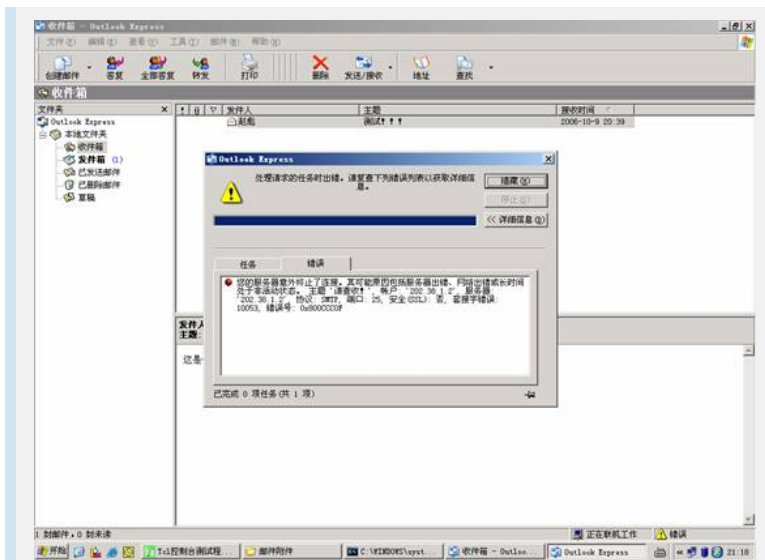 收件箱 - Outlook Express
文件(F) 编辑(E) 查看(V) 工具(T) 邮件(M) 帮助(H)
创建邮件 答复 全部答复 转发 打印 删除 发送/接收 地址 查找
收件箱
文件夹 × ! 发件人 主题 接收时间
Outlook Express
赵彪 测试!!! 2006-10-9 20:39
本地文件夹
收件箱
发件箱 (1)
已发送邮件
已删除邮件
草稿
Outlook Express
处理请求的任务时出错。请复查下列错误列表以获取详细信息。
隐藏(H)
停止(S)
<< 详细信息(D)
任务 错误
您的服务器意外终止了连接。其可能原因包括服务器出错、网络出错或长时间
处于非活动状态。 主题 '请查收!', 帐户: '202.38.1.2', 服务器:
'202.38.1.2', 协议: SMTP, 端口: 25, 安全(SSL): 否, 套接字错误:
10053, 错误号: 0x800CCC0F
已完成 0 项任务(共 1 项)
发件人
主题:
这是
1 封邮件,0 封未读 正在联机工作 错误
开始 Tcl控制台测试程... 邮件附件 C:\WINDOWS\syst... 收件箱 - Outloo... Outlook Express 21:18